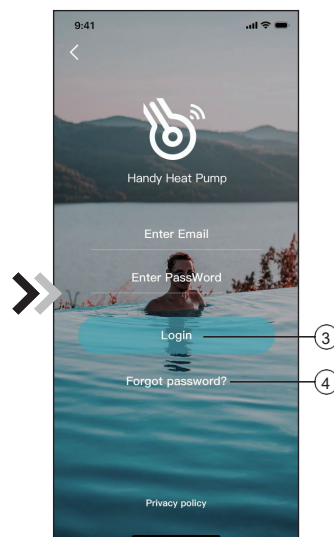 9:41
Handy Heat Pump
Enter Email
Enter PassWord
Login
3
Forgot password?
4
Privacy policy